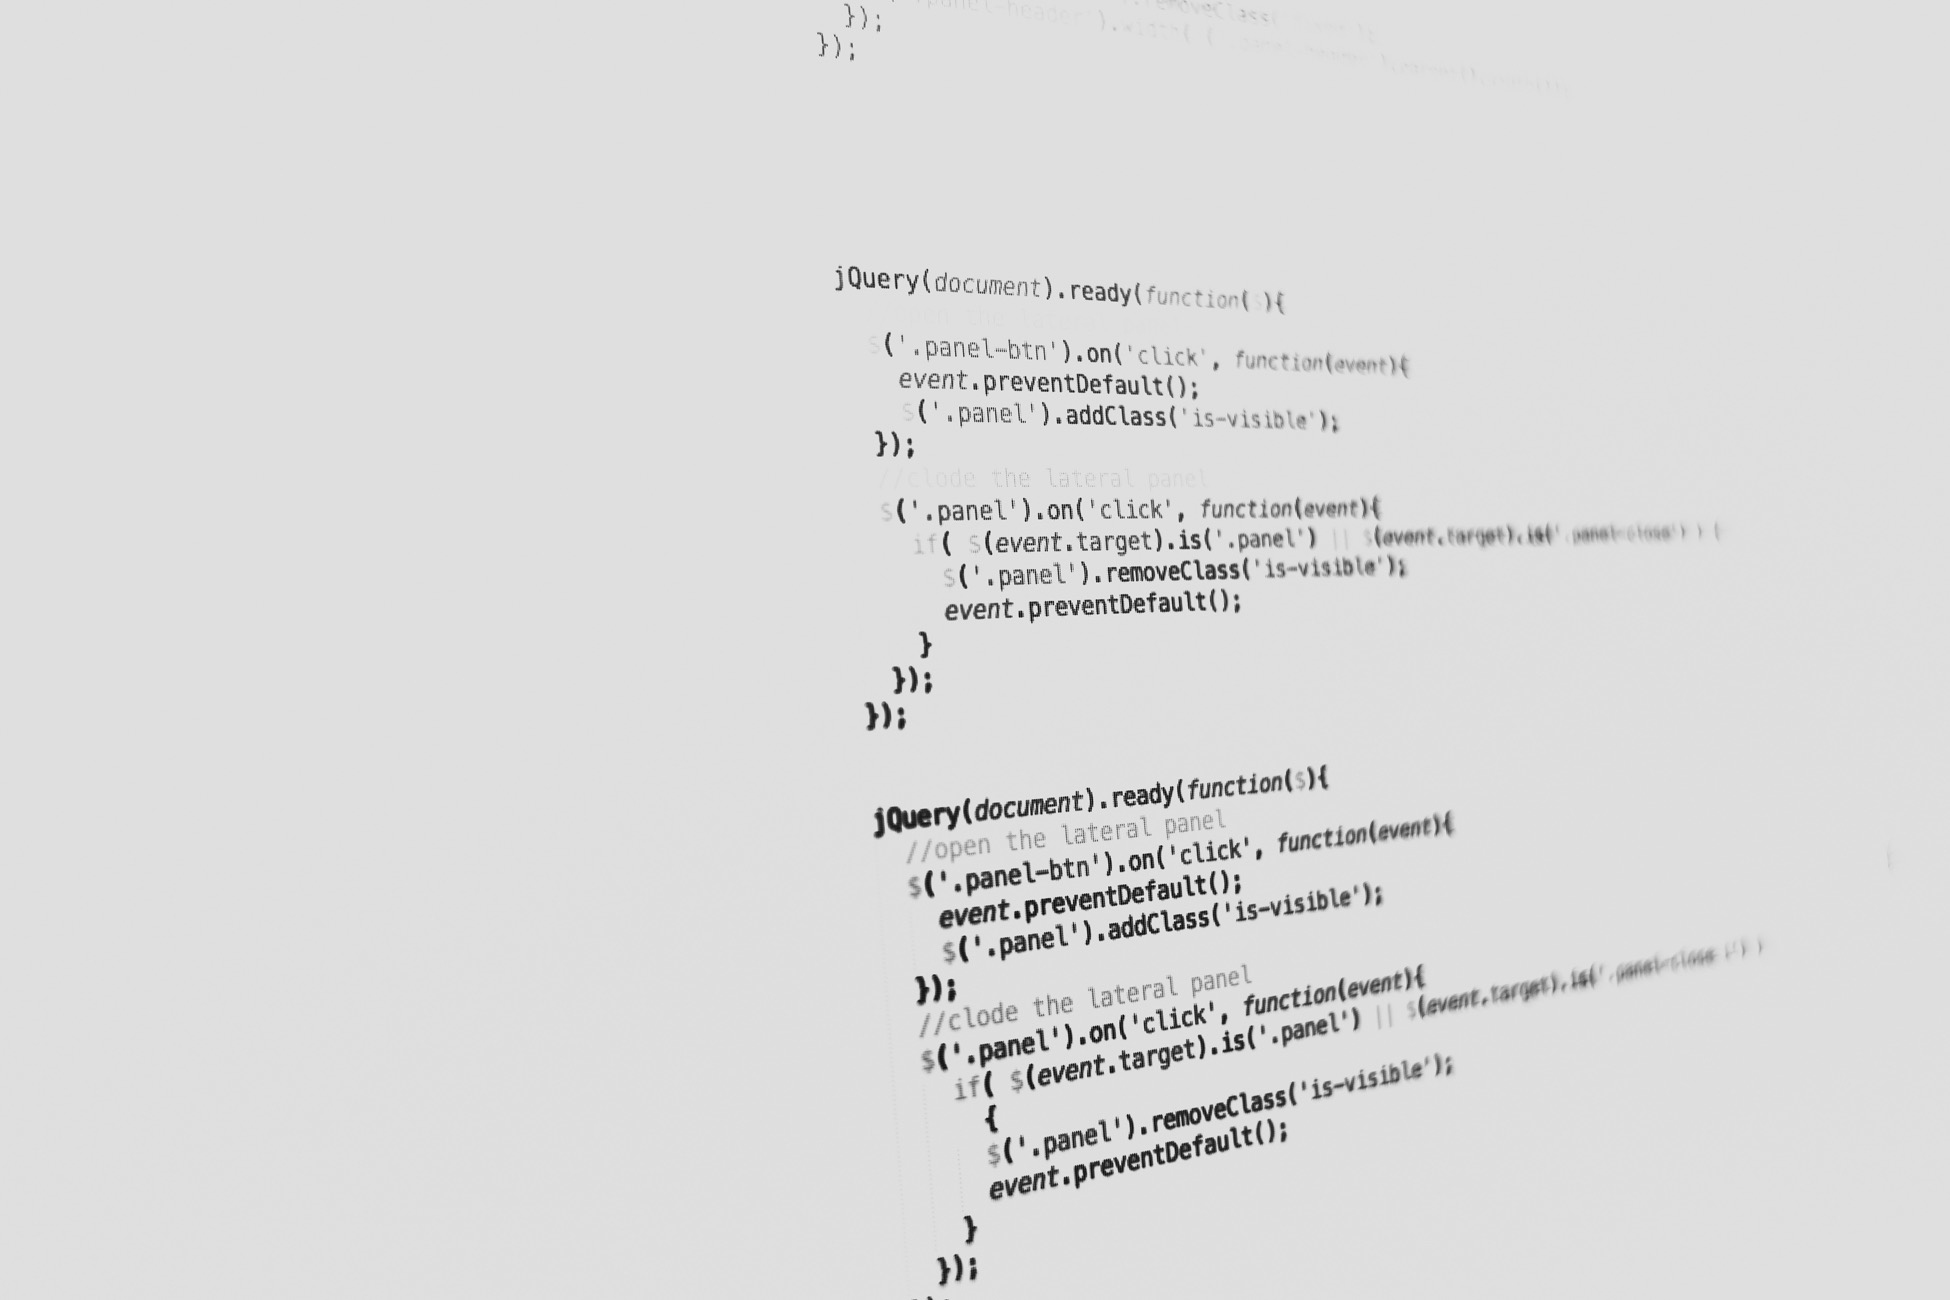 });
});
jQuery(document).ready(function($){
open the lateral
$('.panel-btn').on('click', function(event){
event.preventDefault();
$('.panel').addClass('is-visible');
});
//clode the lateral panel
$('.panel').on('click', function(event){
if( $(event.target).is('.panel') || $(event.target).is('.panel-close') ) {
$('.panel').removeClass('is-visible');
event.preventDefault();
}
});
});
jQuery(document).ready(function($){
//open the lateral panel
$('.panel-btn').on('click', function(event){
event.preventDefault();
$('.panel').addClass('is-visible');
});
//clode the lateral panel
$('.panel').on('click', function(event){
if( $(event.target).is('.panel') || $(event.target).is('.panel-close
{
$('.panel').removeClass('is-visible');
event.preventDefault();
}
});